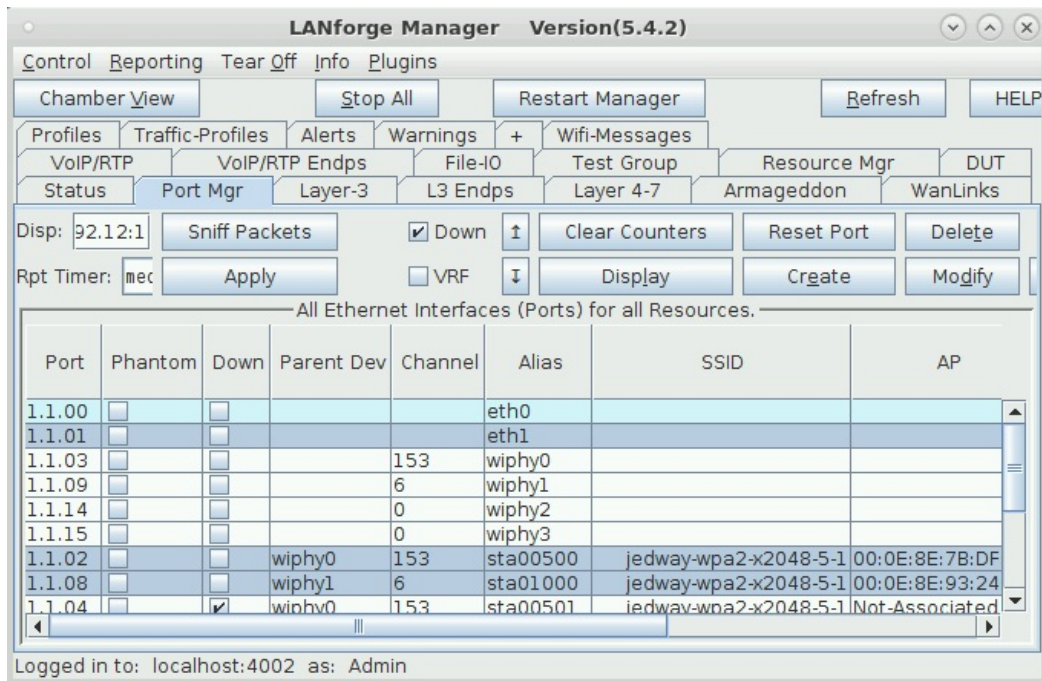 LANforge Manager Version(5.4.2)
Control Reporting Tear Off Info Plugins
Chamber View Stop All Restart Manager Refresh HELP
Profiles Traffic-Profiles Alerts Warnings + Wifi-Messages
VoIP/RTP VoIP/RTP Endps File-IO Test Group Resource Mgr DUT
Status Port Mgr Layer-3 L3 Endps Layer 4-7 Armageddon WanLinks
Disp: 92.12:1 Sniff Packets Down Clear Counters Reset Port Delete
Rpt Timer: med Apply VRF Display Create Modify
All Ethernet Interfaces (Ports) for all Resources.
Port Phantom Down Parent Dev Channel Alias SSID AP
1.1.00 eth0
1.1.01 eth1
1.1.03 153 wiphy0
1.1.09 6 wiphy1
1.1.14 0 wiphy2
1.1.15 0 wiphy3
1.1.02 wiphy0 153 sta00500 jedway-wpa2-x2048-5-1 00:0E:8E:7B:DF
1.1.08 wiphy1 6 sta01000 jedway-wpa2-x2048-5-1 00:0E:8E:93:24
1.1.04 wiphy0 153 sta00501 jedway-wpa2-x2048-5-1 Not-Associated
Logged in to: localhost:4002 as: Admin